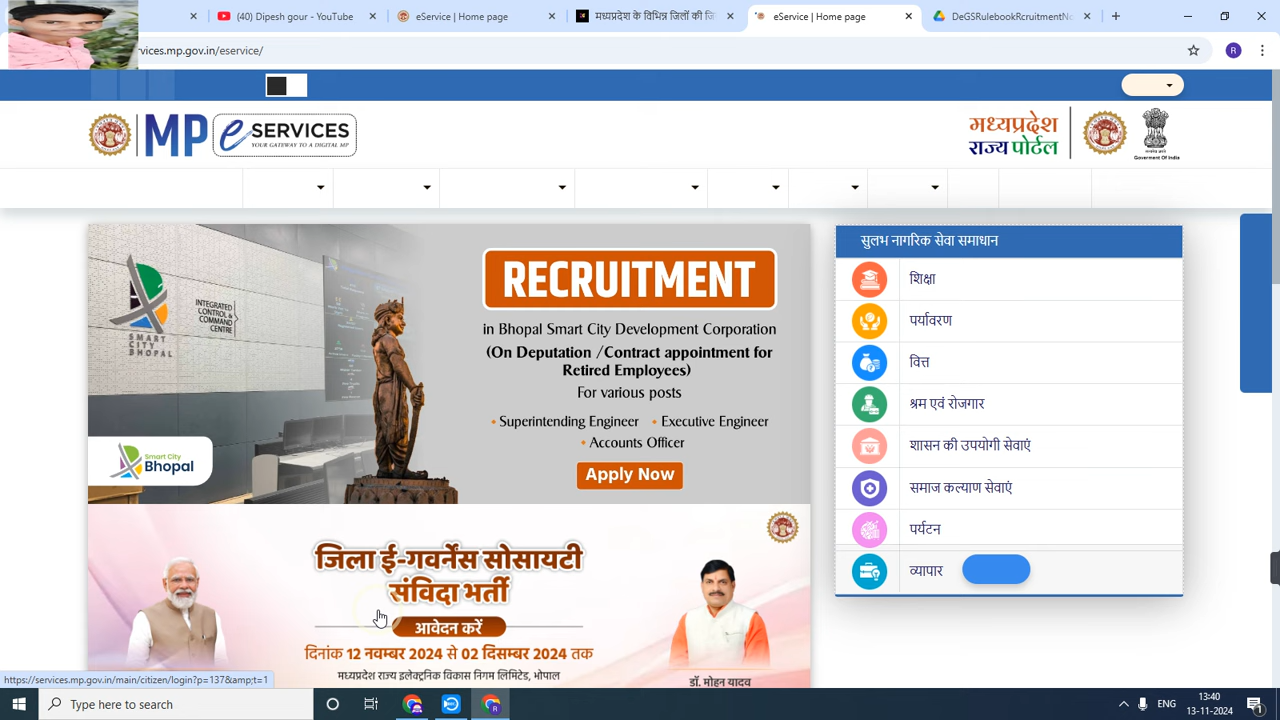 (40) Dipesh gour - YouTube
eService | Home page
मध्यप्रदेश के विभिन्न जिलों की जि
eService | Home page
DeGSRulebookRcruitmentNo
vices.mp.gov.in/eservice/
R
MP e SERVICES
YOUR GATEWAY TO A DIGITAL MP
मध्यप्रदेश
राज्य पोर्टल
Goverment Of India
INTEGRATED
CONTROL &
COMMAND
CENTRE
SMART
CITY
BHOPAL
RECRUITMENT
in Bhopal Smart City Development Corporation
(On Deputation /Contract appointment for
Retired Employees)
For various posts
Superintending Engineer
Executive Engineer
Accounts Officer
Apply Now
Smart City
Bhopal
सुलभ नागरिक सेवा समाधान
शिक्षा
पर्यावरण
वित्त
श्रम एवं रोजगार
शासन की उपयोगी सेवाएं
समाज कल्याण सेवाएं
पर्यटन
व्यापार
जिला ई-गवर्नेंस सोसायटी
संविदा भर्ती
आवेदन करें
दिनांक 12 नवम्बर 2024 से 02 दिसम्बर 2024 तक
मध्यप्रदेश राज्य इलेक्ट्रनिक विकास निगम लिमिटेड, भोपाल
डॉ. मोहन यादव
https://services.mp.gov.in/main/citizen/login?p=137&amp;t=1
Type here to search
ENG
13:40
13-11-2024